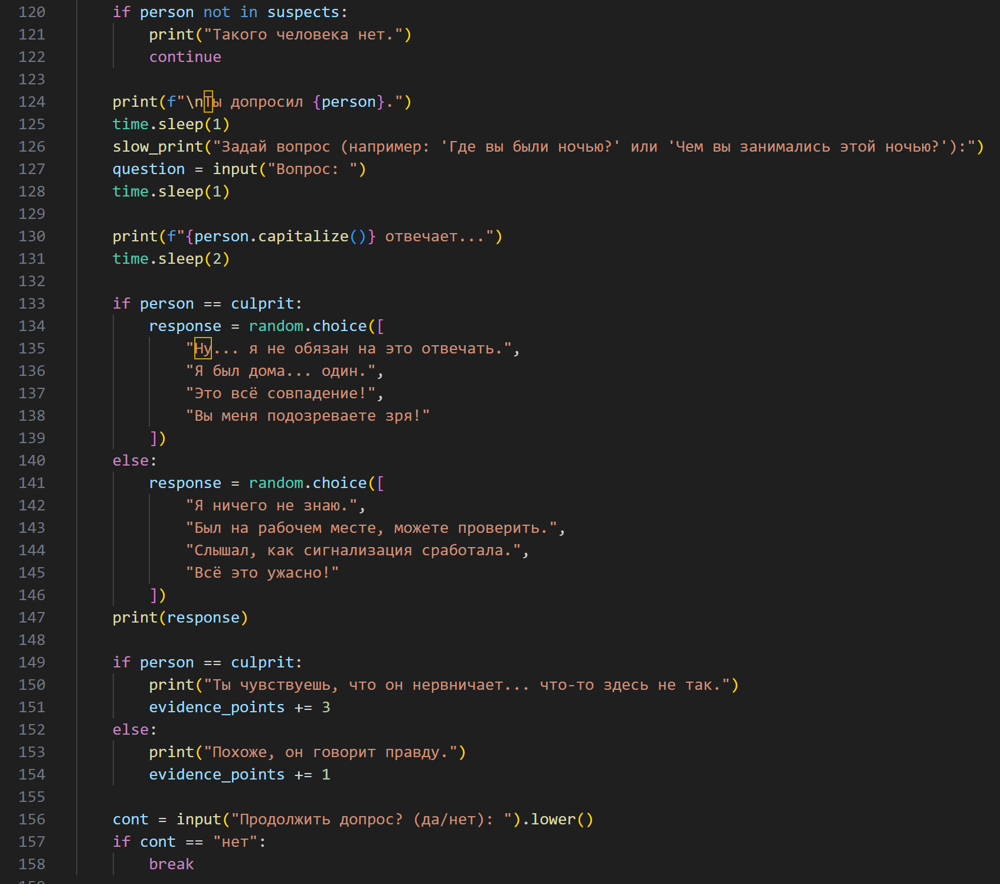 120 if person not in suspects:
121 print("Такого человека нет.")
122 continue
123
124 print(f"\nТы допросил {person}.")
125 time.sleep(1)
126 slow_print("Задай вопрос (например: 'Где вы были ночью?' или 'Чем вы занимались этой ночью?'):")
127 question = input("Вопрос: ")
128 time.sleep(1)
129
130 print(f"{person.capitalize()} отвечает...")
131 time.sleep(2)
132
133 if person == culprit:
134 response = random.choice([
135 "Ну... я не обязан на это отвечать.",
136 "Я был дома... один.",
137 "Это всё совпадение!",
138 "Вы меня подозреваете зря!"
139 ])
140 else:
141 response = random.choice([
142 "Я ничего не знаю.",
143 "Был на рабочем месте, можете проверить.",
144 "Слышал, как сигнализация сработала.",
145 "Всё это ужасно!"
146 ])
147 print(response)
148
149 if person == culprit:
150 print("Ты чувствуешь, что он нервничает... что-то здесь не так.")
151 evidence_points += 3
152 else:
153 print("Похоже, он говорит правду.")
154 evidence_points += 1
155
156 cont = input("Продолжить допрос? (да/нет): ").lower()
157 if cont == "нет":
158 break
159